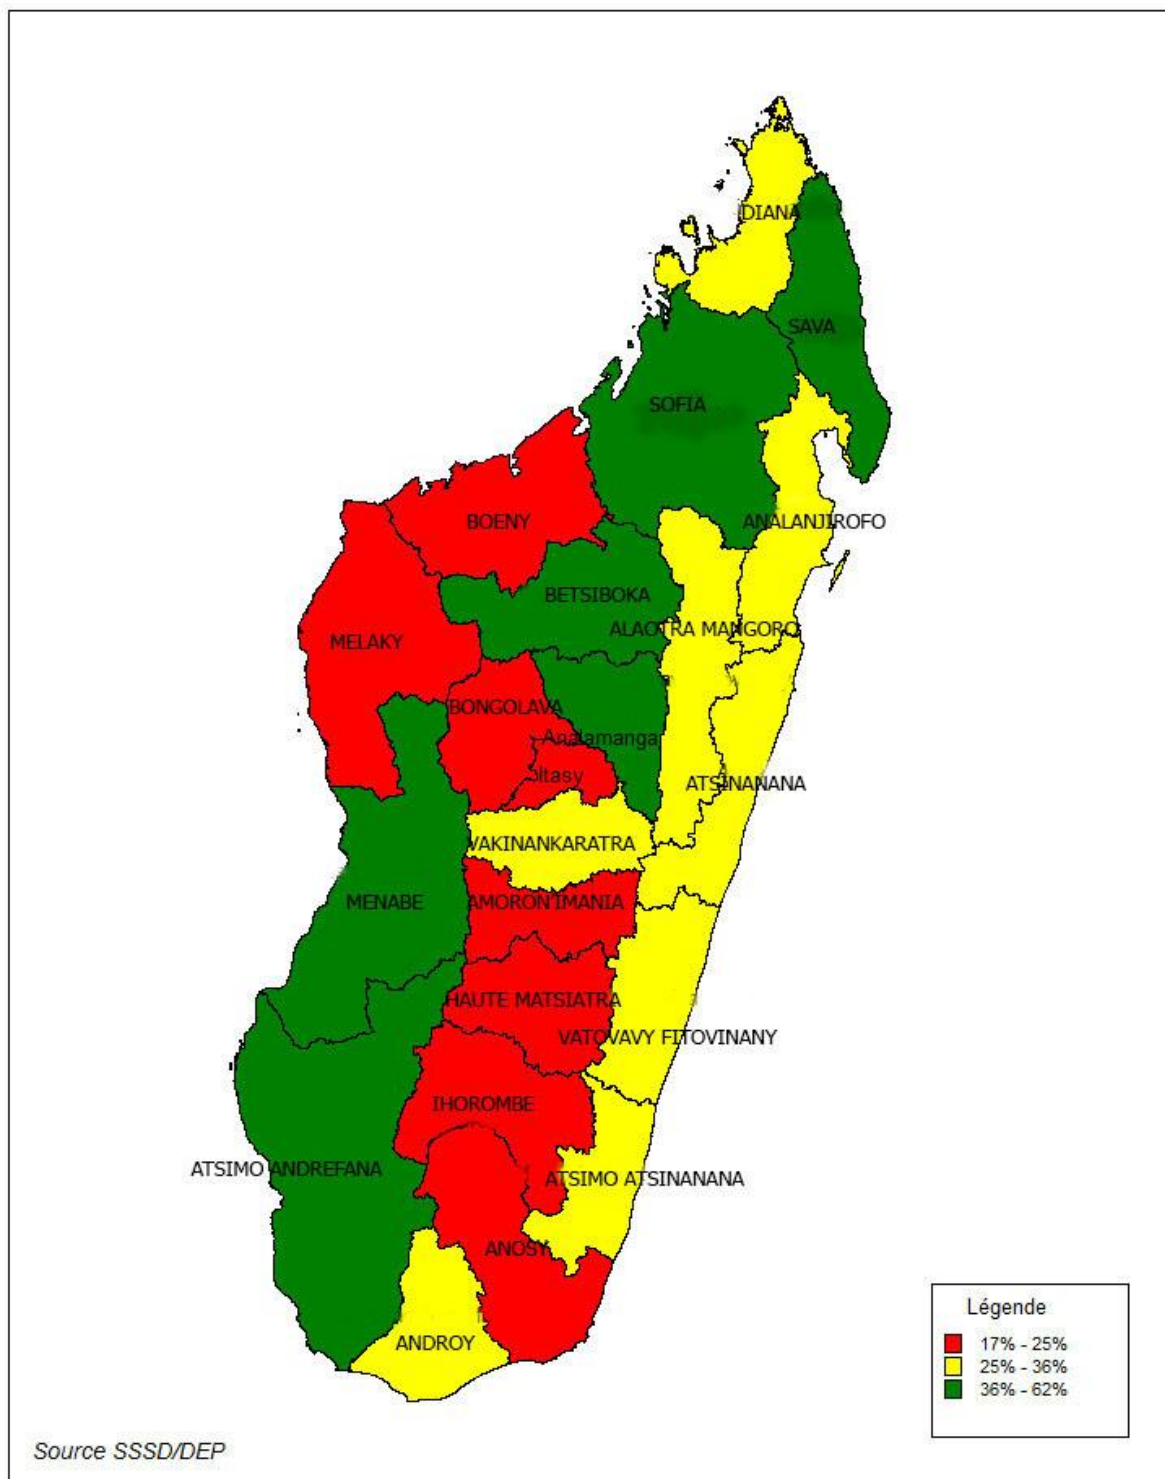 DIANA
SAVA
SOFIA
BOENY
ANALANJIROFO
BETSIBOKA
ALAOTRA MANGORO
MELAKY
BONGOLAVA
Analamanga
Itasy
ATSINANANA
VAKINANKARATRA
MENABE
AMORON'IMANIA
HAUTE MATSIATRA
VATOVAVY FITOVINANY
IHOROMBE
ATSIMO ANDREFANA
ATSIMO ATSINANANA
ANOSY
ANDROY
Légende
17% - 25%
25% - 36%
36% - 62%
Source SSSD/DEP